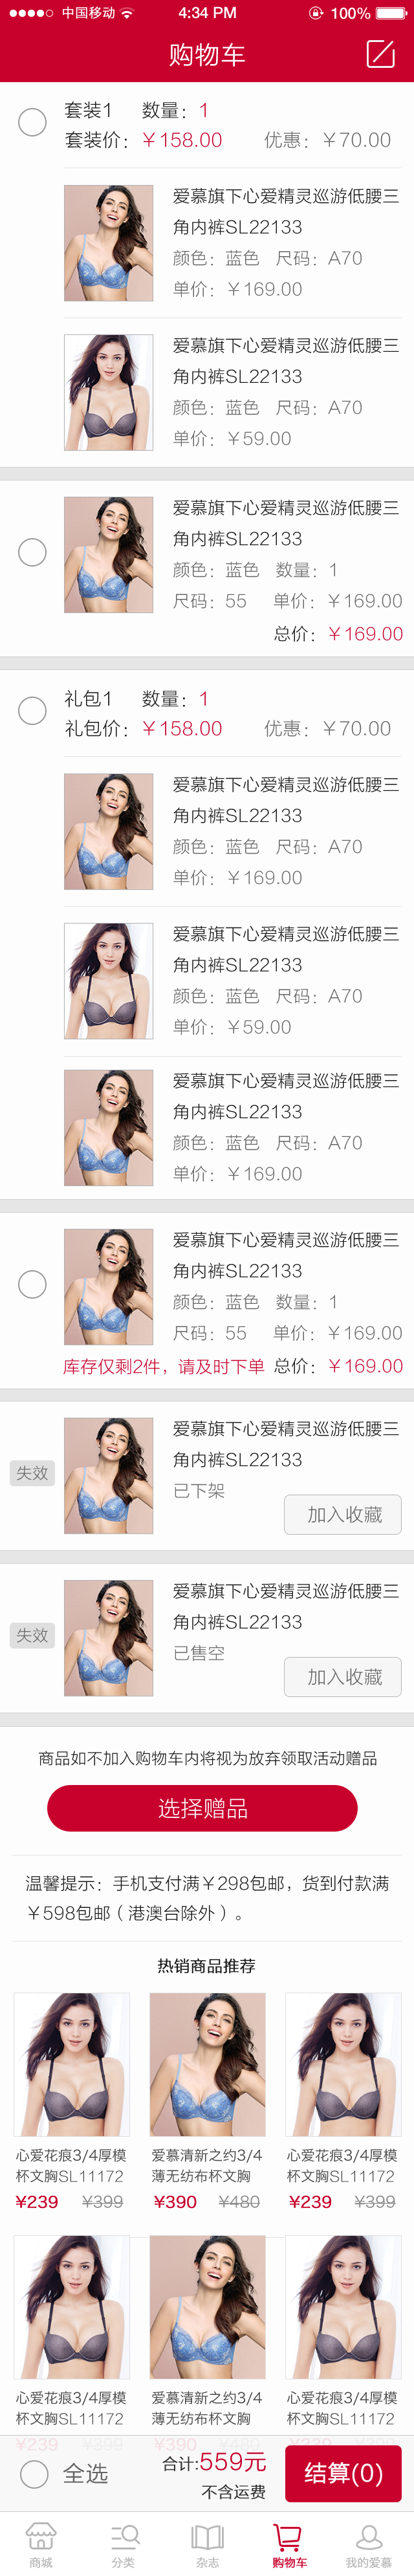 中国移动 4:34 PM 100%
购物车
套装1 数量：1
套装价：￥158.00 优惠：￥70.00
爱慕旗下心爱精灵巡游低腰三
角内裤SL22133
颜色：蓝色 尺码：A70
单价：￥169.00
爱慕旗下心爱精灵巡游低腰三
角内裤SL22133
颜色：蓝色 尺码：A70
单价：￥59.00
爱慕旗下心爱精灵巡游低腰三
角内裤SL22133
颜色：蓝色 数量：1
尺码：55 单价：￥169.00
总价：￥169.00
礼包1 数量：1
礼包价：￥158.00 优惠：￥70.00
爱慕旗下心爱精灵巡游低腰三
角内裤SL22133
颜色：蓝色 尺码：A70
单价：￥169.00
爱慕旗下心爱精灵巡游低腰三
角内裤SL22133
颜色：蓝色 尺码：A70
单价：￥59.00
爱慕旗下心爱精灵巡游低腰三
角内裤SL22133
颜色：蓝色 尺码：A70
单价：￥169.00
爱慕旗下心爱精灵巡游低腰三
角内裤SL22133
颜色：蓝色 数量：1
尺码：55 单价：￥169.00
库存仅剩2件，请及时下单 总价：￥169.00
爱慕旗下心爱精灵巡游低腰三
角内裤SL22133
失效 已下架
加入收藏
爱慕旗下心爱精灵巡游低腰三
角内裤SL22133
失效 已售空
加入收藏
商品如不加入购物车内将视为放弃领取活动赠品
选择赠品
温馨提示：手机支付满￥298包邮，货到付款满
￥598包邮（港澳台除外）。
热销商品推荐
心爱花痕3/4厚模 爱慕清新之约3/4 心爱花痕3/4厚模
杯文胸SL11172 薄无纺布杯文胸 杯文胸SL11172
¥239 ¥399 ¥390 ¥480 ¥239 ¥399
心爱花痕3/4厚模 爱慕清新之约3/4 心爱花痕3/4厚模
杯文胸SL11172 薄无纺布杯文胸 杯文胸SL11172
¥239 ¥399 ¥390 ¥480 ¥239 ¥399
全选 合计:559元 结算(0)
不含运费
商城 分类 杂志 购物车 我的爱慕